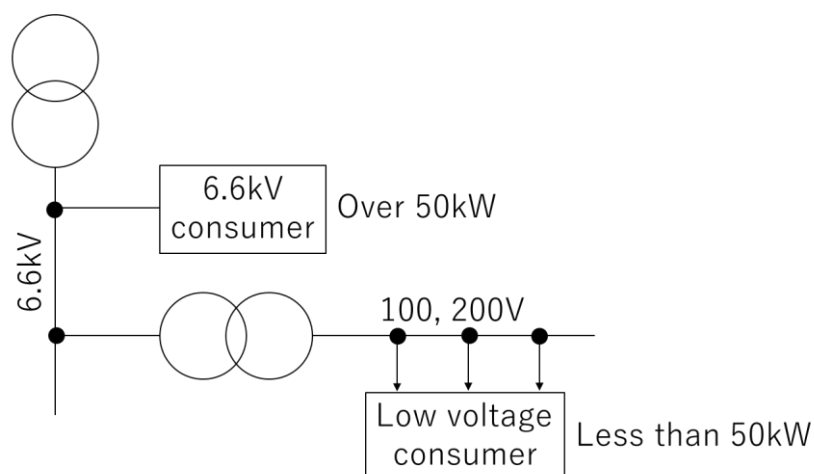 6.6kV
consumer
Over 50kW
6.6kV
100, 200V
Low voltage
consumer
Less than 50kW